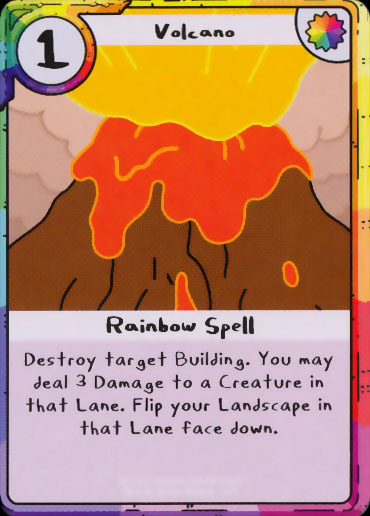 Volcano
1
Rainbow Spell
Destroy target Building. You may
deal 3 Damage to a Creature in
that Lane. Flip your Landscape in
that Lane face down.